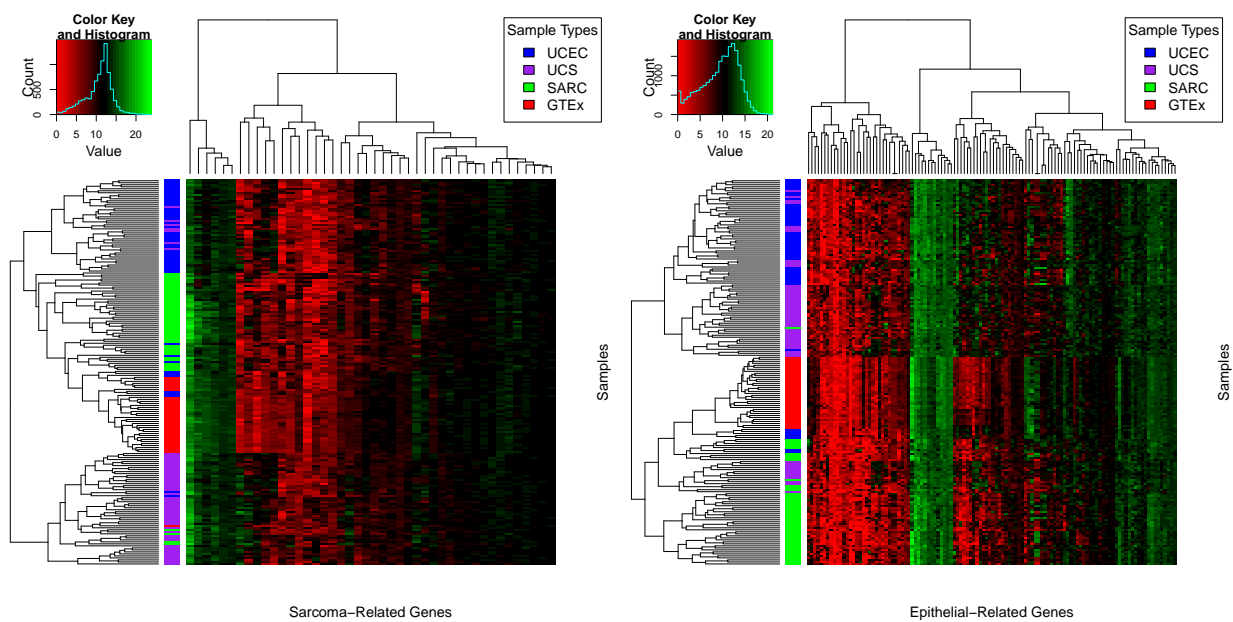 Color Key
and Histogram
Count
0 500
0 5 10 15 20
Value
Sample Types
UCEC
UCS
SARC
GTEx
Samples
Sarcoma−Related Genes
Color Key
and Histogram
Count
0 1000
0 5 10 15 20
Value
Sample Types
UCEC
UCS
SARC
GTEx
Samples
Epithelial−Related Genes